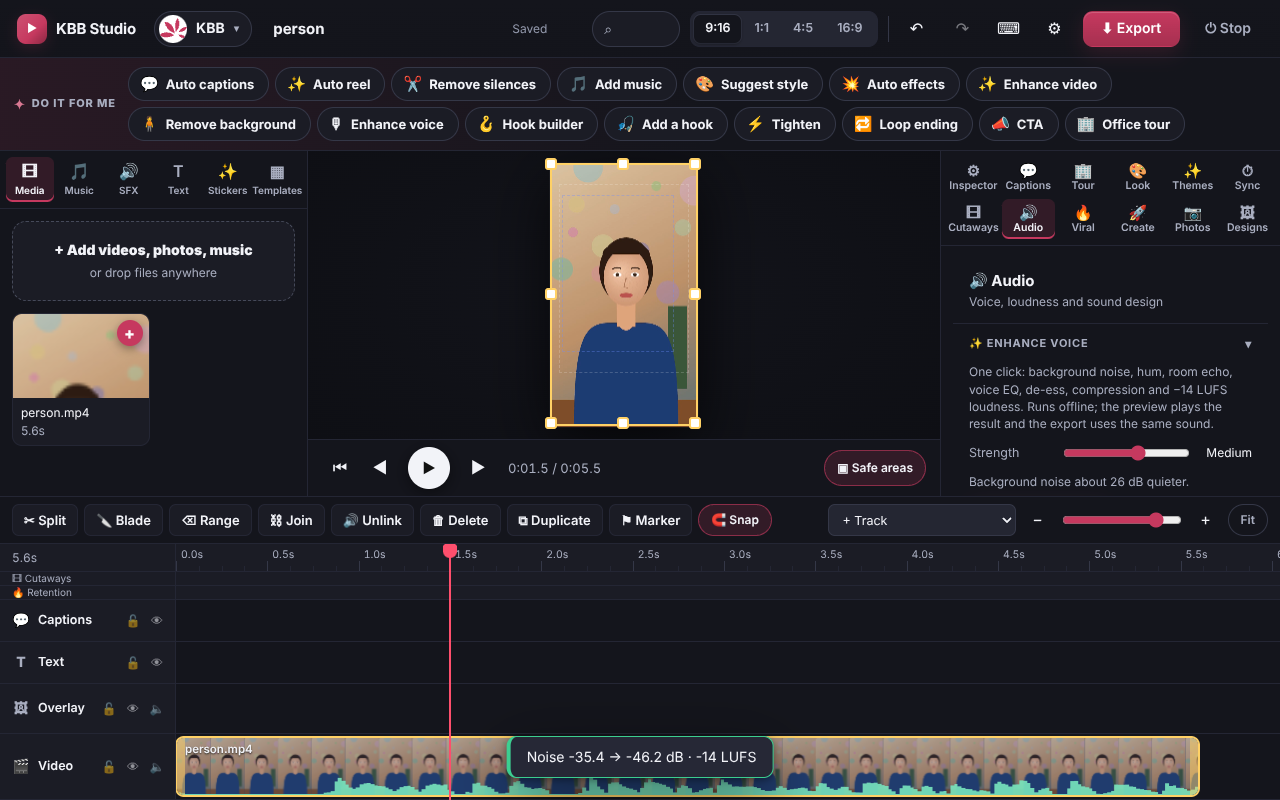 KBB Studio
KBB
person
Saved
9:16
1:1
4:5
16:9
Export
Stop
DO IT FOR ME
Auto captions
Auto reel
Remove silences
Add music
Suggest style
Auto effects
Enhance video
Remove background
Enhance voice
Hook builder
Add a hook
Tighten
Loop ending
CTA
Office tour
Media
Music
SFX
Text
Stickers
Templates
+ Add videos, photos, music
or drop files anywhere
person.mp4
5.6s
0:01.5 / 0:05.5
Safe areas
Inspector
Captions
Tour
Look
Themes
Sync
Cutaways
Audio
Viral
Create
Photos
Designs
Audio
Voice, loudness and sound design
ENHANCE VOICE
One click: background noise, hum, room echo,
voice EQ, de-ess, compression and −14 LUFS
loudness. Runs offline; the preview plays the
result and the export uses the same sound.
Strength
Medium
Background noise about 26 dB quieter.
Split
Blade
Range
Join
Unlink
Delete
Duplicate
Marker
Snap
+ Track
Fit
5.6s
0.0s
0.5s
1.0s
1.5s
2.0s
2.5s
3.0s
3.5s
4.0s
4.5s
5.0s
5.5s
Cutaways
Retention
Captions
Text
Overlay
Video
person.mp4
Noise -35.4 → -46.2 dB · -14 LUFS